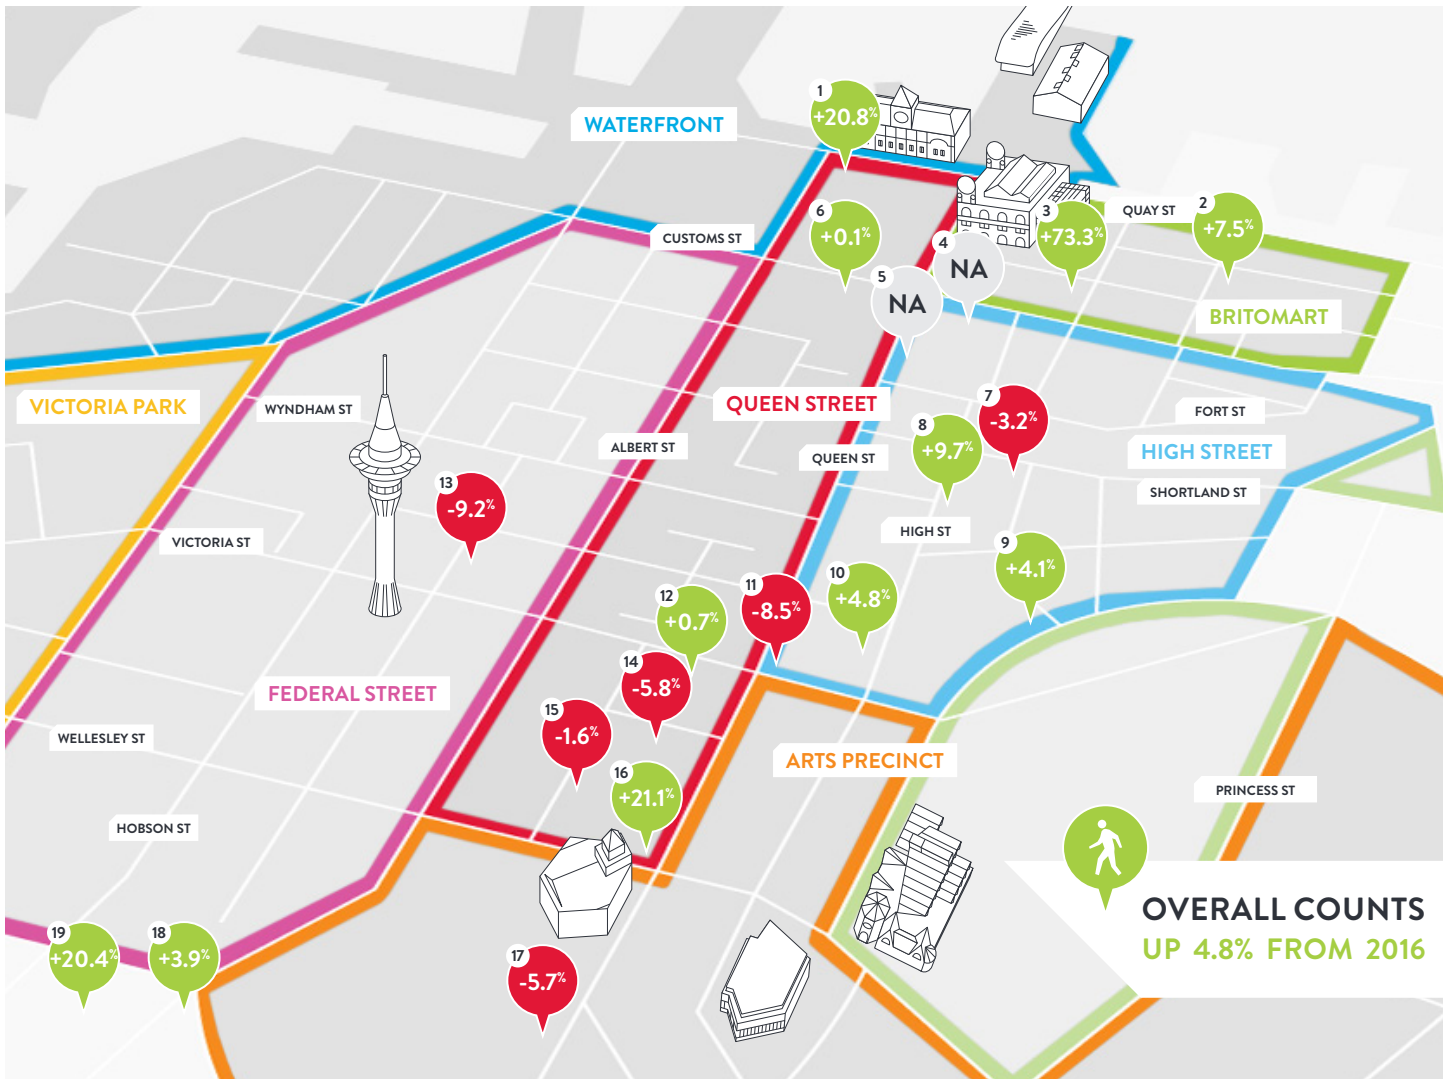 1
+20.8%
WATERFRONT
2
+7.5%
QUAY ST
3
+73.3%
6
+0.1%
CUSTOMS ST
4
NA
5
NA
BRITOMART
VICTORIA PARK
WYNDHAM ST
QUEEN STREET
7
-3.2%
FORT ST
8
+9.7%
ALBERT ST
QUEEN ST
HIGH STREET
13
-9.2%
SHORTLAND ST
VICTORIA ST
HIGH ST
9
+4.1%
10
+4.8%
11
-8.5%
12
+0.7%
14
-5.8%
FEDERAL STREET
15
-1.6%
WELLESLEY ST
ARTS PRECINCT
16
+21.1%
PRINCESS ST
HOBSON ST
OVERALL COUNTS
UP 4.8% FROM 2016
19
+20.4%
18
+3.9%
17
-5.7%